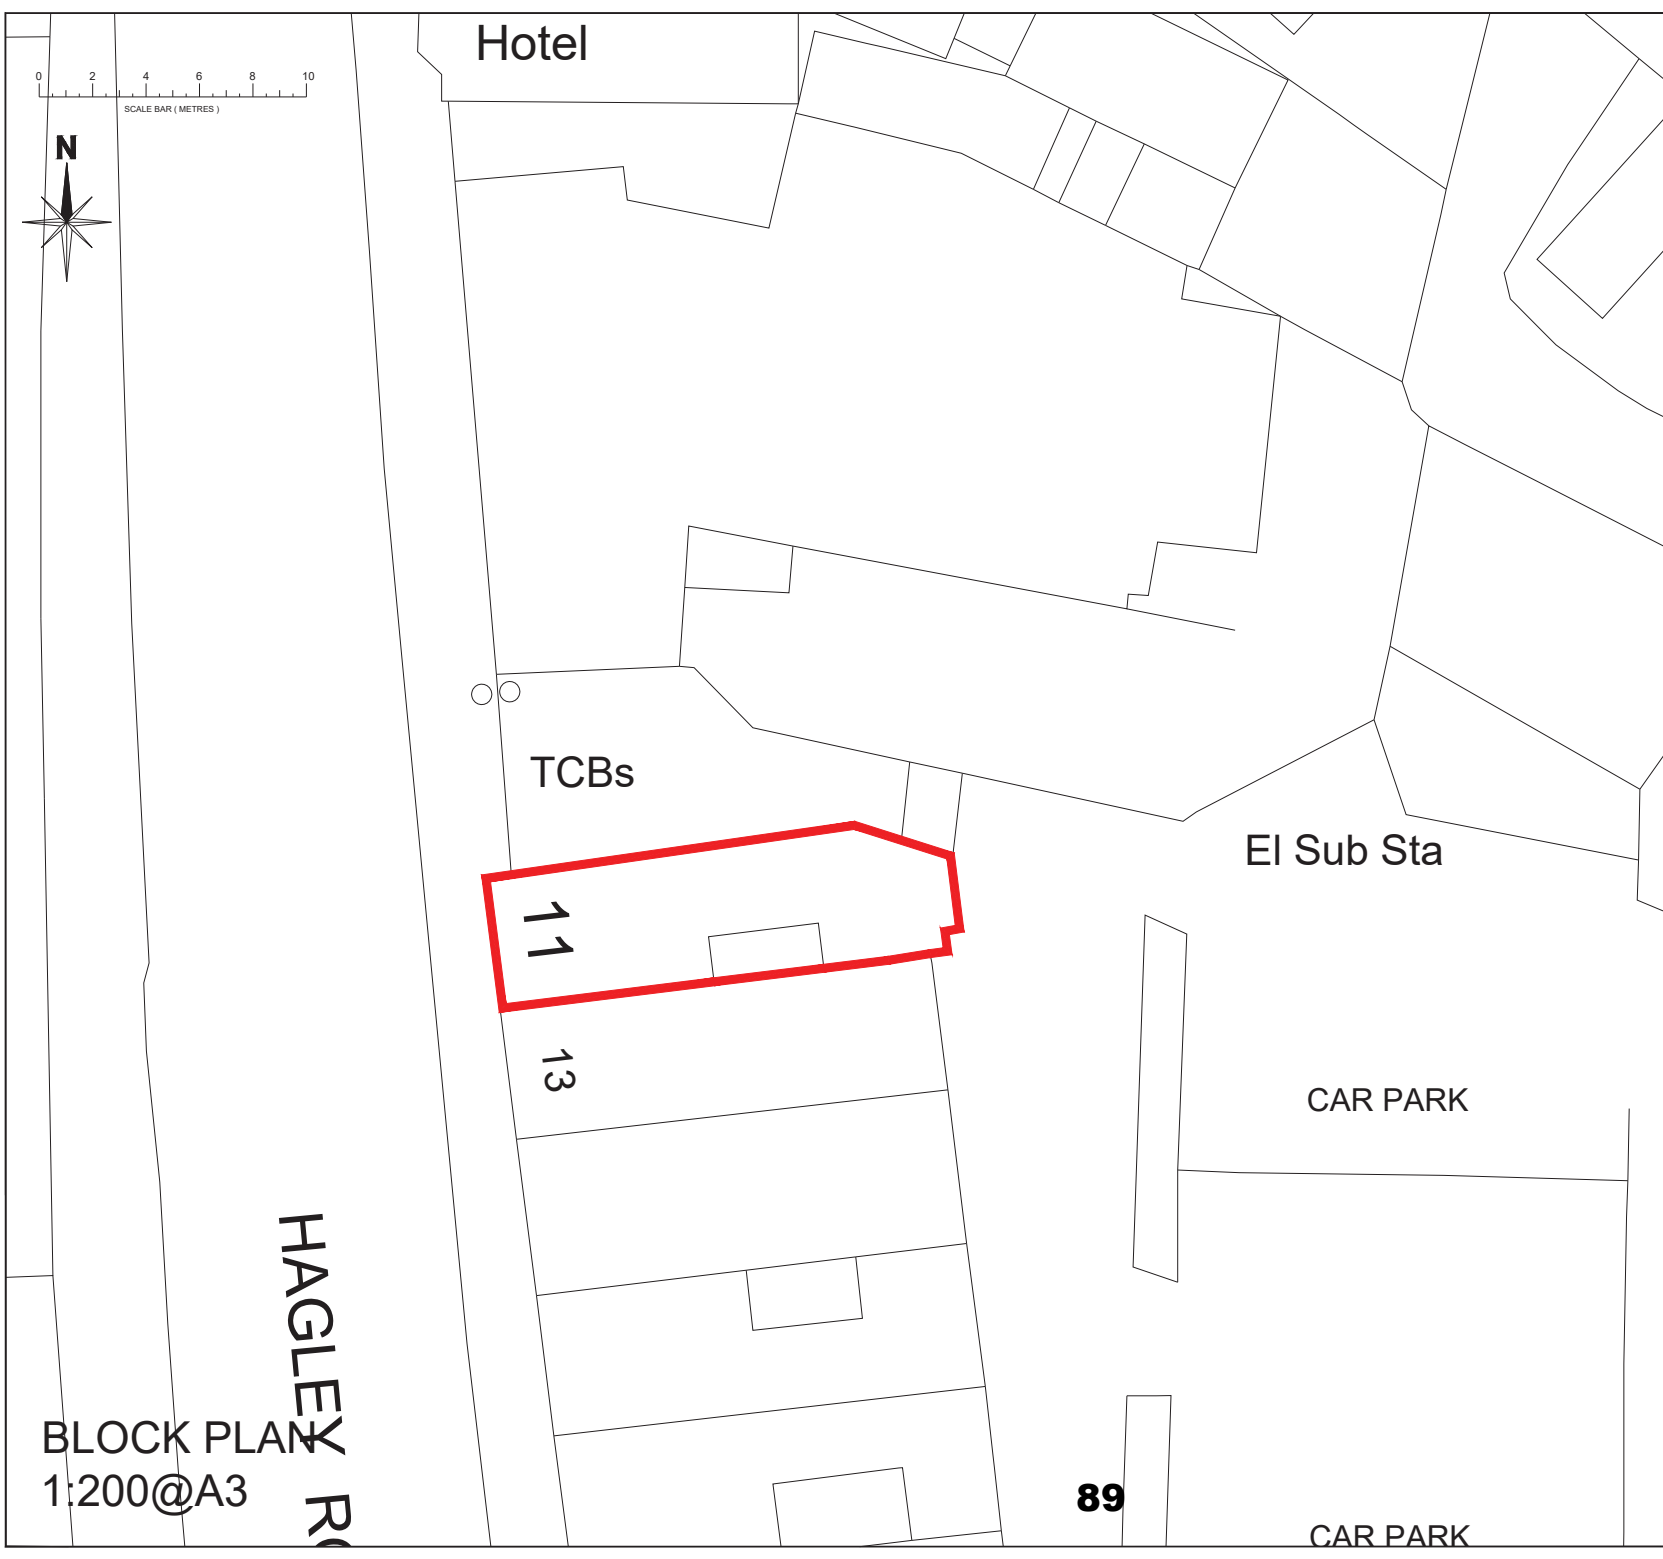 Hotel
0 2 4 6 8 10
SCALE BAR ( METRES )
N
TCBs
El Sub Sta
11
13
CAR PARK
HAGLEY RO
BLOCK PLAN
1:200@A3
89
CAR PARK